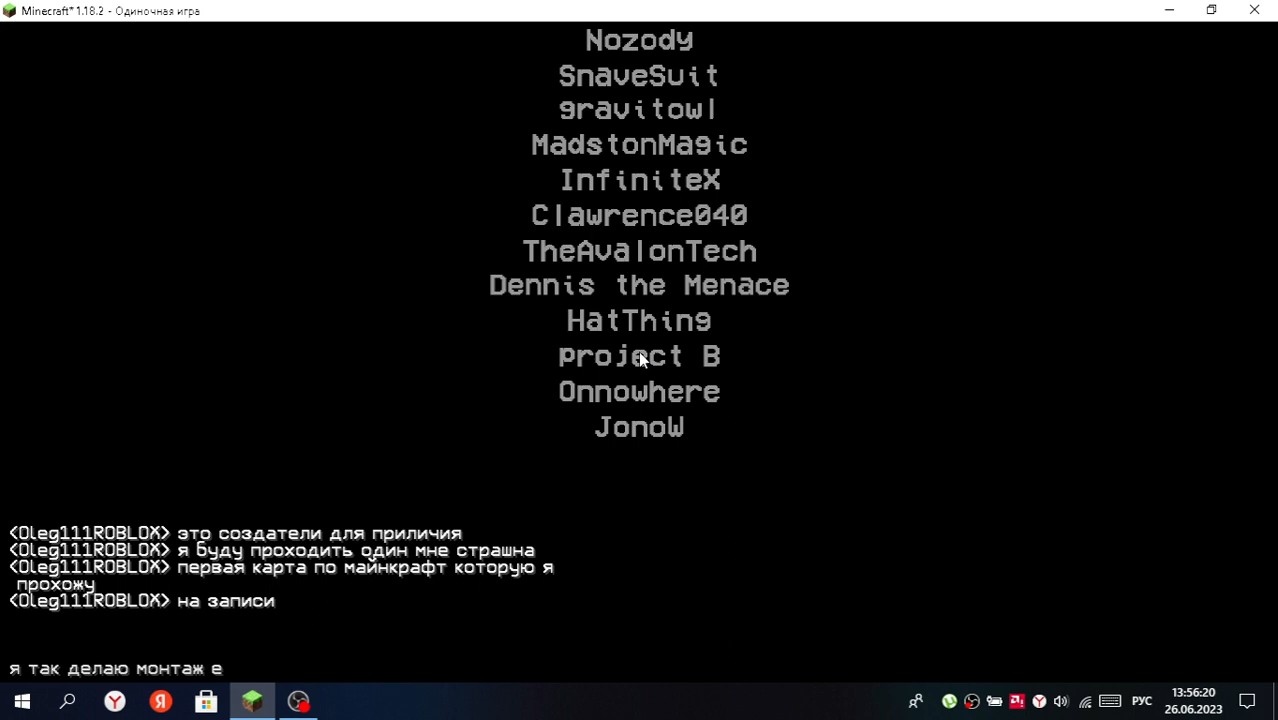 Minecraft* 1.18.2 - Одиночная игра
Nozody
SnaveSuit
gravitowl
MadstonMagic
InfiniteX
Clawrence040
TheAvalonTech
Dennis the Menace
HatThing
Project B
Onnowhere
JonoW
<Oleg111ROBLOX> это создатели для приличия
<Oleg111ROBLOX> я буду проходить один мне страшна
<Oleg111ROBLOX> первая карта по майнкрафт которую я
прохожу
<Oleg111ROBLOX> на записи
я так делаю монтаж е
РУС
13:56:20
26.06.2023